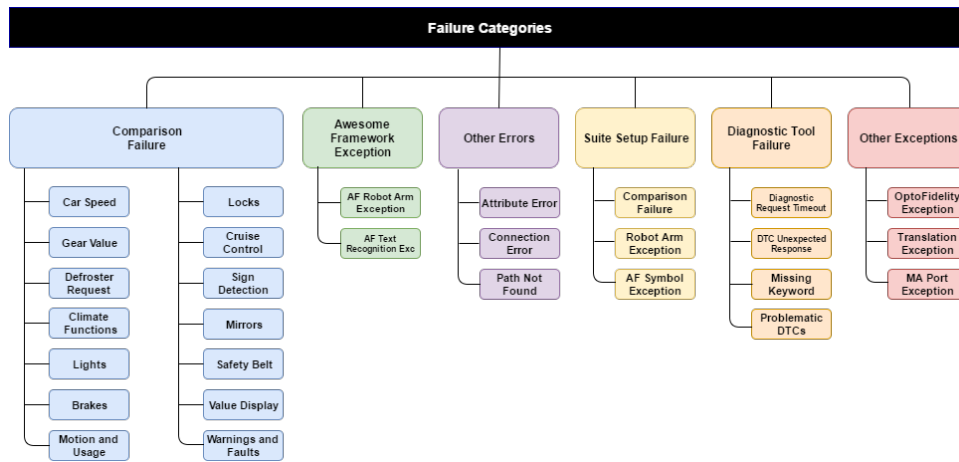 Failure Categories
Comparison
Failure
Awesome
Framework
Exception
Other Errors
Suite Setup Failure
Diagnostic Tool
Failure
Other Exceptions
Car Speed
Gear Value
Defroster
Request
Climate
Functions
Lights
Brakes
Motion and
Usage
Locks
Cruise
Control
Sign
Detection
Mirrors
Safety Belt
Value Display
Warnings and
Faults
AF Robot Arm
Exception
AF Text
Recognition Exc
Attribute Error
Connection
Error
Path Not
Found
Comparison
Failure
Robot Arm
Exception
AF Symbol
Exception
Diagnostic
Request Timeout
DTC Unexpected
Response
Missing
Keyword
Problematic
DTCs
OptoFidelity
Exception
Translation
Exception
MA Port
Exception